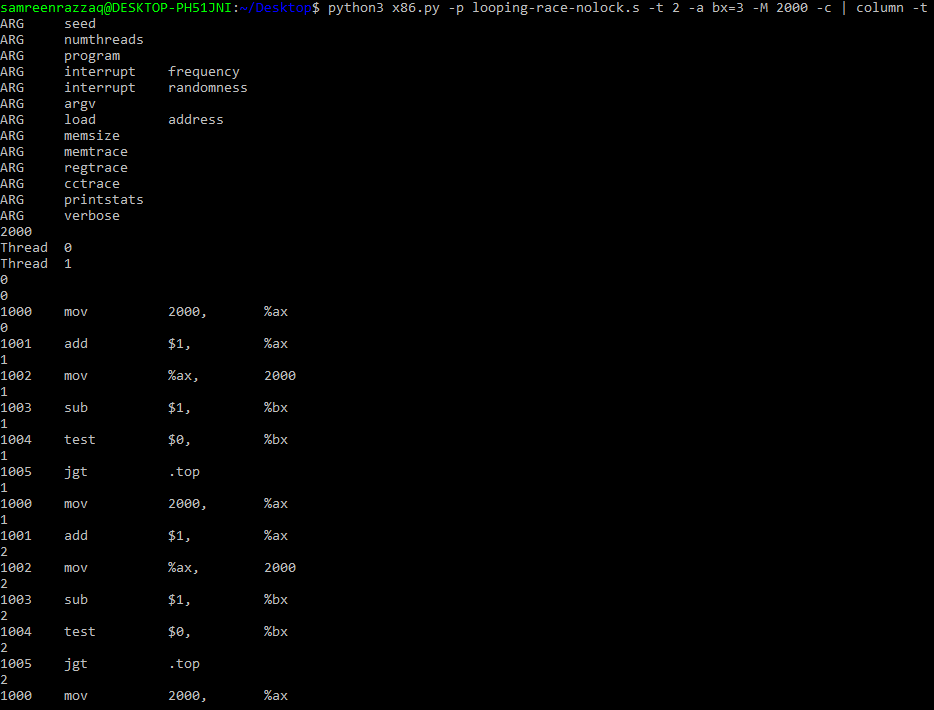 samreenrazzaq@DESKTOP-PH51JNI:~/Desktop$ python3 x86.py -p looping-race-nolock.s -t 2 -a bx=3 -M 2000 -c | column -t
ARG seed
ARG numthreads
ARG program
ARG interrupt frequency
ARG interrupt randomness
ARG argv
ARG load address
ARG memsize
ARG memtrace
ARG regtrace
ARG cctrace
ARG printstats
ARG verbose
2000
Thread 0
Thread 1
0
0
1000 mov 2000, %ax
0
1001 add $1, %ax
1
1002 mov %ax, 2000
1
1003 sub $1, %bx
1
1004 test $0, %bx
1
1005 jgt .top
1
1000 mov 2000, %ax
1
1001 add $1, %ax
2
1002 mov %ax, 2000
2
1003 sub $1, %bx
2
1004 test $0, %bx
2
1005 jgt .top
2
1000 mov 2000, %ax